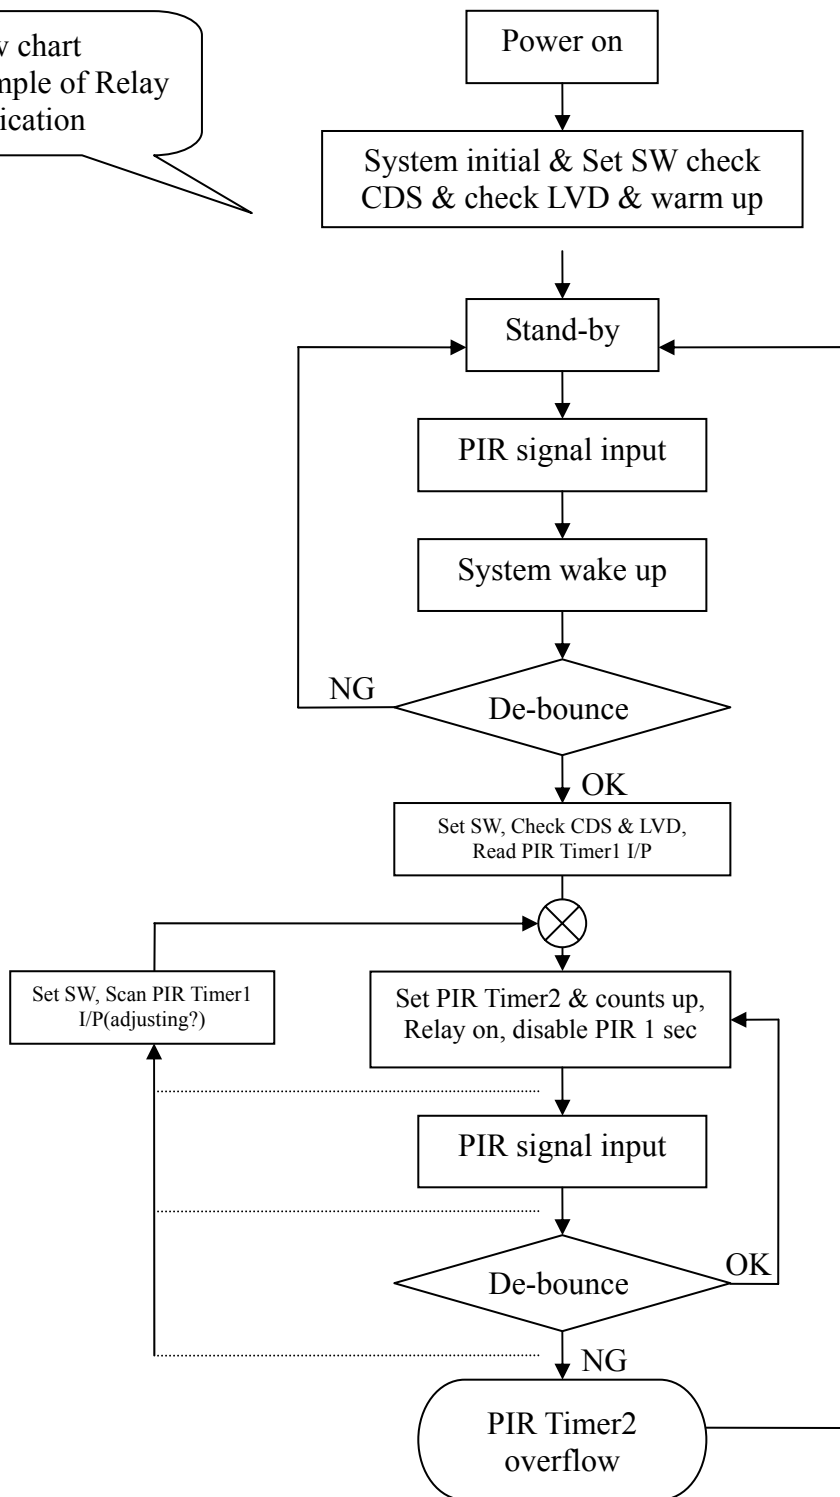 chart
of Relay
Power on
System initial & Set SW check
CDS & check LVD & warm up
Stand-by
PIR signal input
System wake up
NG
De-bounce
OK
Set SW, Check CDS & LVD,
Read PIR Timer1 I/P
Set SW, Scan PIR Timer1
I/P(adjusting?)
Set PIR Timer2 & counts up,
Relay on, disable PIR 1 sec
PIR signal input
De-bounce
OK
NG
PIR Timer2
overflow